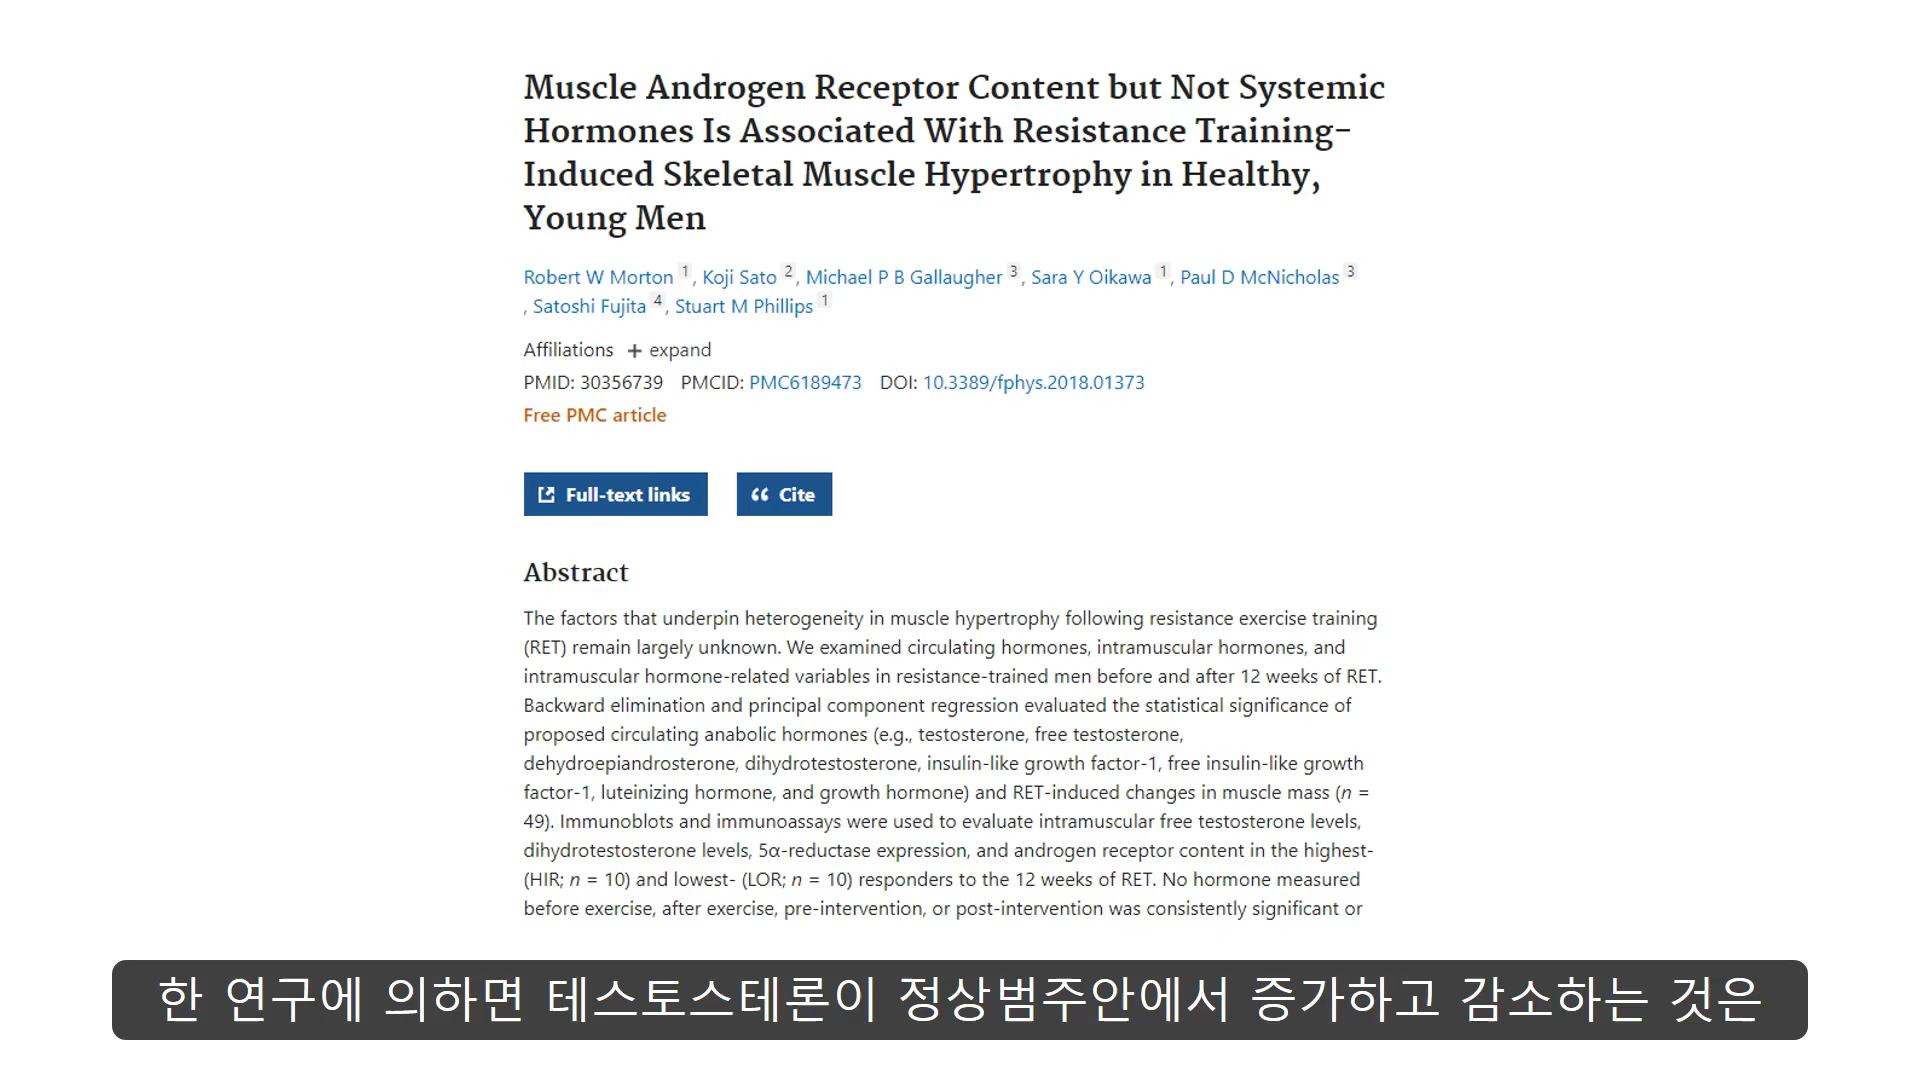 Muscle Androgen Receptor Content but Not Systemic
Hormones Is Associated With Resistance Training-
Induced Skeletal Muscle Hypertrophy in Healthy,
Young Men
Robert W Morton 1 , Koji Sato 2 , Michael P B Gallaugher 3 , Sara Y Oikawa 1 , Paul D McNicholas 3
, Satoshi Fujita 4 , Stuart M Phillips 1
Affiliations + expand
PMID: 30356739 PMCID: PMC6189473 DOI: 10.3389/fphys.2018.01373
Free PMC article
Full-text links “ Cite
Abstract
The factors that underpin heterogeneity in muscle hypertrophy following resistance exercise training
(RET) remain largely unknown. We examined circulating hormones, intramuscular hormones, and
intramuscular hormone-related variables in resistance-trained men before and after 12 weeks of RET.
Backward elimination and principal component regression evaluated the statistical significance of
proposed circulating anabolic hormones (e.g., testosterone, free testosterone,
dehydroepiandrosterone, dihydrotestosterone, insulin-like growth factor-1, free insulin-like growth
factor-1, luteinizing hormone, and growth hormone) and RET-induced changes in muscle mass (n =
49). Immunoblots and immunoassays were used to evaluate intramuscular free testosterone levels,
dihydrotestosterone levels, 5α-reductase expression, and androgen receptor content in the highest-
(HIR; n = 10) and lowest- (LOR; n = 10) responders to the 12 weeks of RET. No hormone measured
before exercise, after exercise, pre-intervention, or post-intervention was consistently significant or
한 연구에 의하면 테스토스테론이 정상범주안에서 증가하고 감소하는 것은